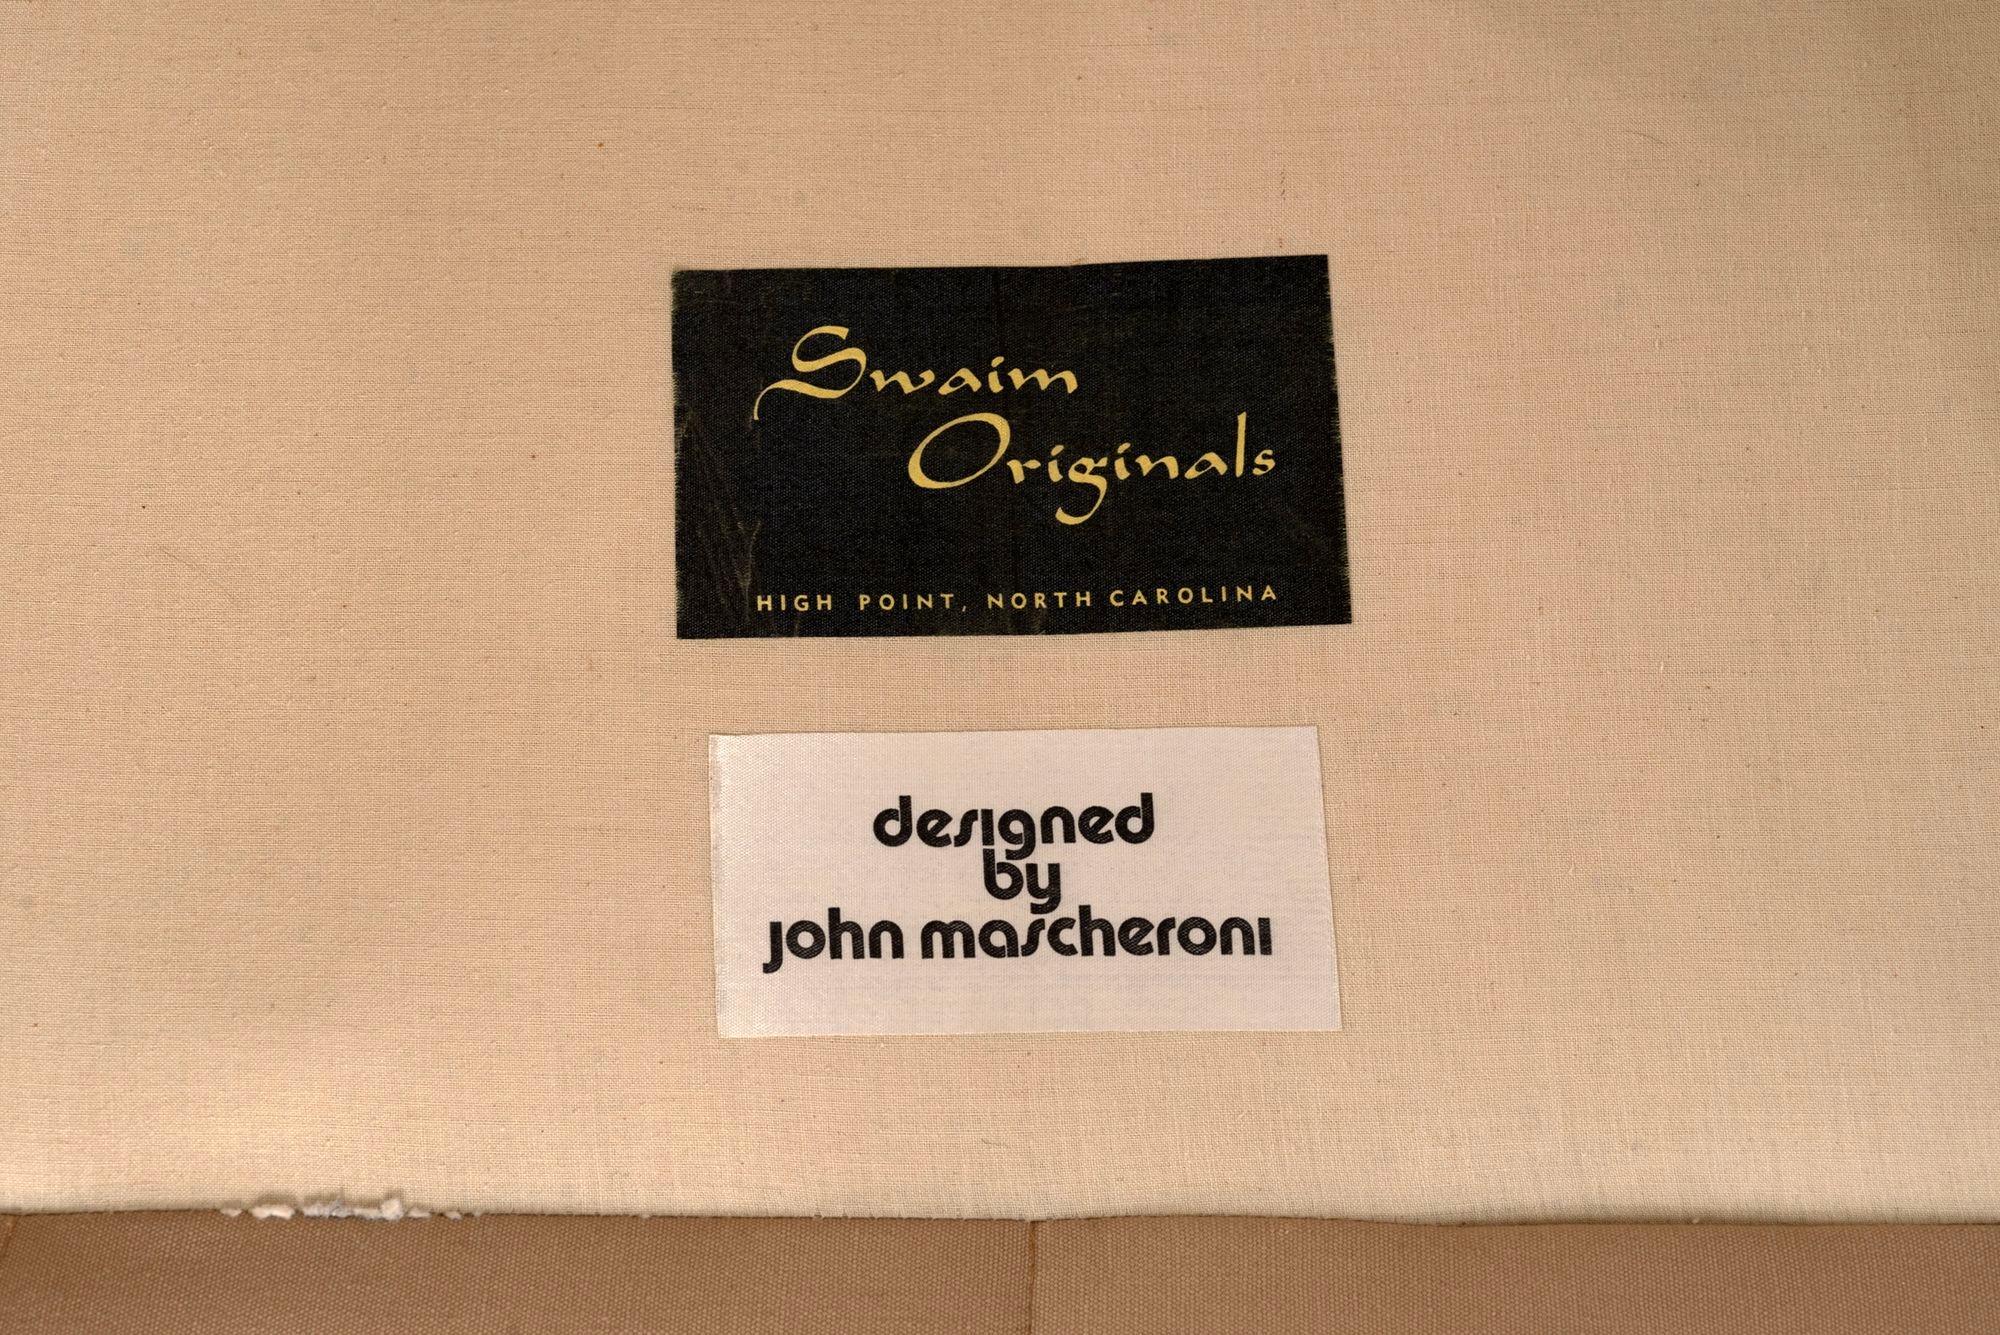 Swaim
Originals
HIGH POINT, NORTH CAROLINA
designed
by
john mascheroni